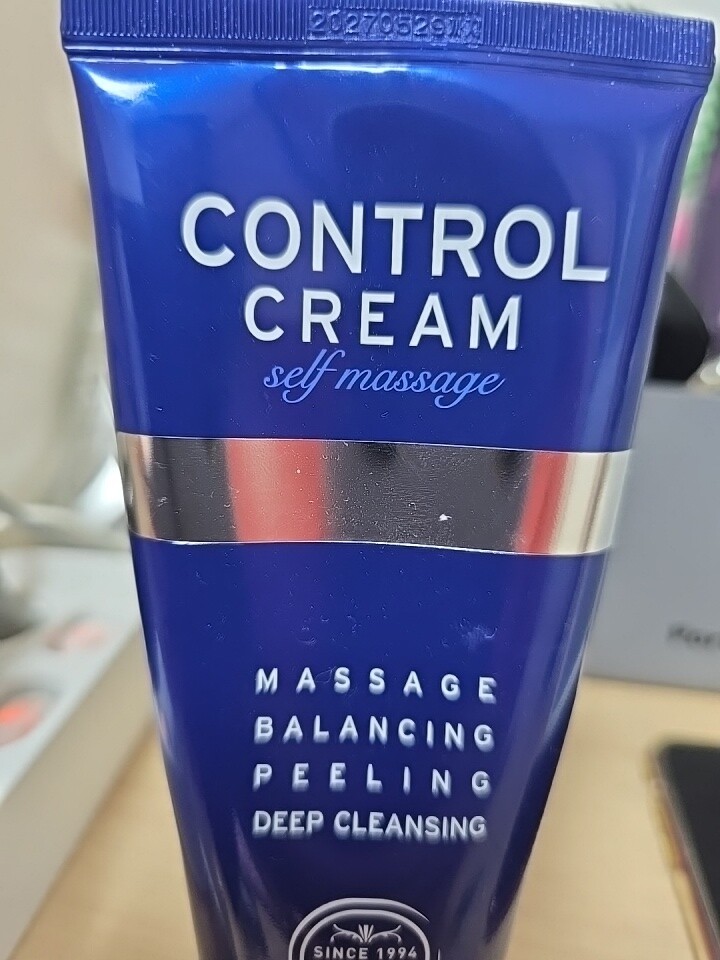 20270529
CONTROL
CREAM
self massage
MASSAGE
BALANCING
PEELING
DEEP CLEANSING
SINCE 1994